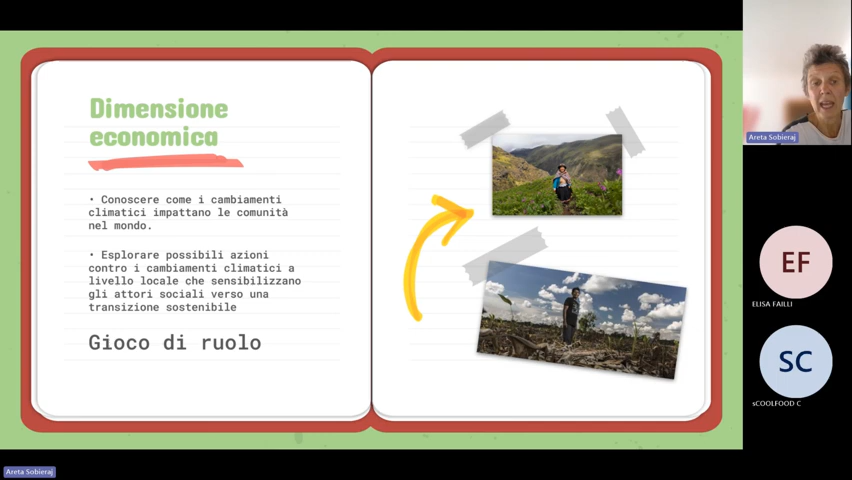 Dimensione
economica
• Conoscere come i cambiamenti
climatici impattano le comunità
nel mondo.
• Esplorare possibili azioni
contro i cambiamenti climatici a
livello locale che sensibilizzano
gli attori sociali verso una
transizione sostenibile
Gioco di ruolo
Areta Sobieraj
EF
ELISA FAILLI
SC
sCOOLFOOD C
Areta Sobieraj